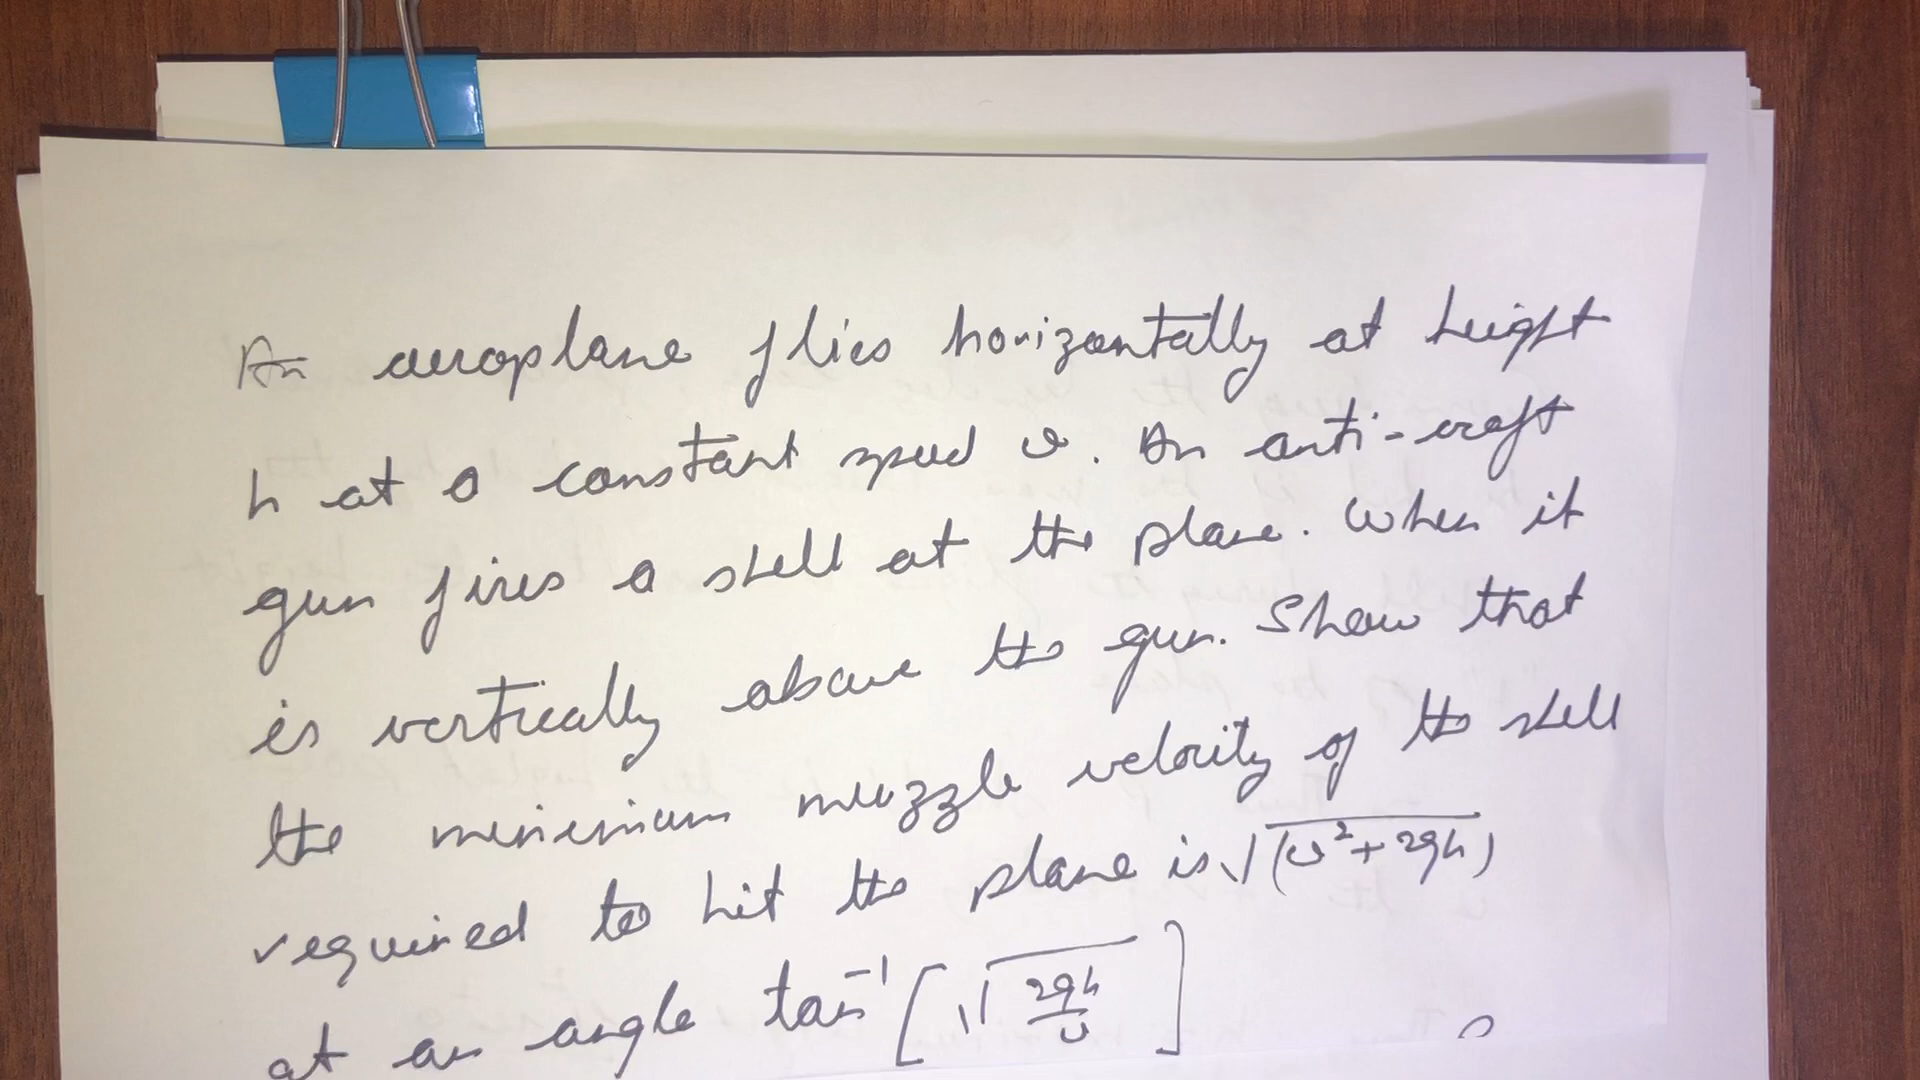 An aeroplane flies horizontally at height
h at a constant speed v. An anti-craft
gun fires a shell at the plane. When it
is vertically above the gun. Show that
the minimum muzzle velocity of the shell
required to hit the plane is √(v²+2gh)
at an angle tan⁻¹ [√2gh/v]